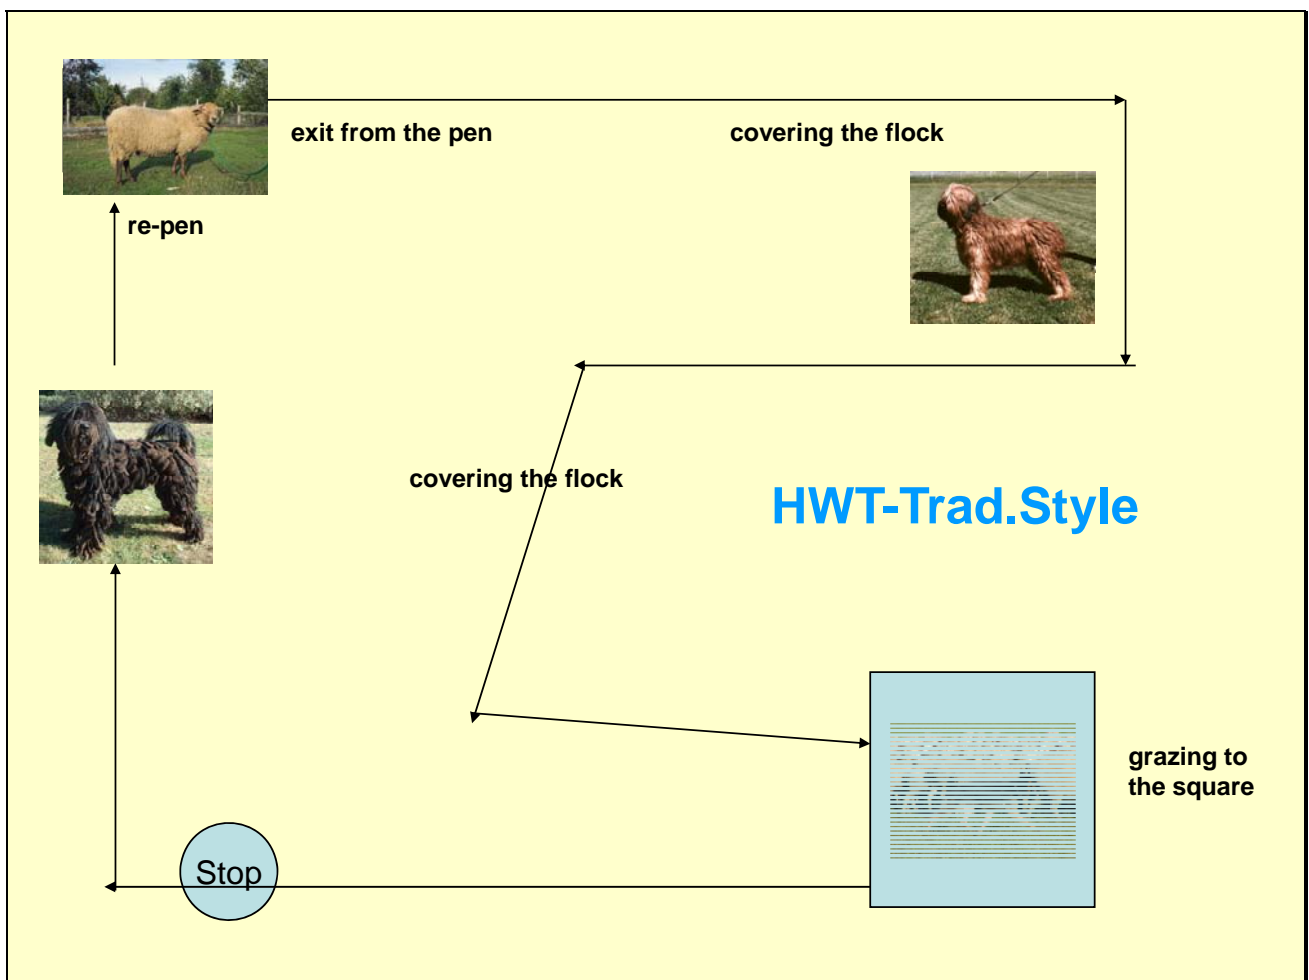 exit from the pen
covering the flock
re-pen
covering the flock
HWT-Trad.Style
grazing to
the square
Stop